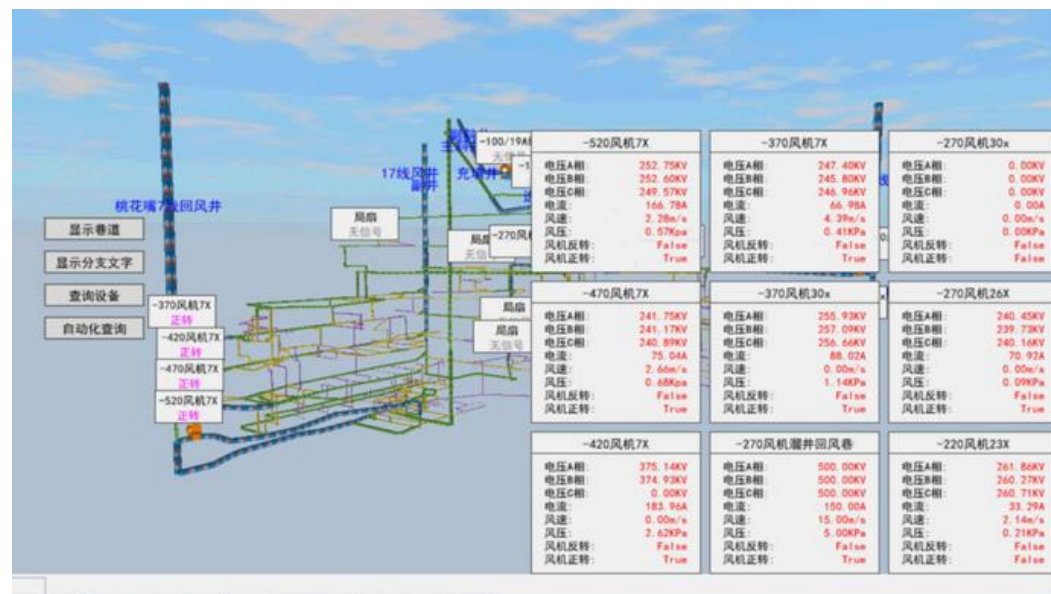 -100/19A
17线风井
副井
充填井
桃花嘴
回风井
显示巷道
显示分支文字
查询设备
自动化查询
局扇
无信号
局扇
-270风
局扇
局扇
无信号
-370风机7X
正转
-420风机7X
正转
-470风机7X
正转
-520风机7X
正转
-520风机7X
电压A相: 252.75KV
电压B相: 252.60KV
电压C相: 249.57KV
电流: 166.78A
风速: 2.28m/s
风压: 0.57Kpa
风机反转: False
风机正转: True
-370风机7X
电压A相: 247.40KV
电压B相: 245.80KV
电压C相: 246.96KV
电流: 66.98A
风速: 4.39m/s
风压: 0.41KPa
风机反转: False
风机正转: True
-270风机30x
电压A相: 0.00KV
电压B相: 0.00KV
电压C相: 0.00KV
电流: 0.00A
风速: 0.00m/s
风压: 0.00KPa
风机反转: False
风机正转: False
-470风机7X
电压A相: 241.75KV
电压B相: 241.17KV
电压C相: 240.89KV
电流: 75.04A
风速: 2.66m/s
风压: 0.68Kpa
风机反转: False
风机正转: True
-370风机30x
电压A相: 255.93KV
电压B相: 257.09KV
电压C相: 256.66KV
电流: 88.02A
风速: 0.00m/s
风压: 1.14KPa
风机反转: False
风机正转: True
-270风机26X
电压A相: 240.45KV
电压B相: 239.73KV
电压C相: 240.16KV
电流: 70.92A
风速: 0.00m/s
风压: 0.09KPa
风机反转: False
风机正转: True
-420风机7X
电压A相: 375.14KV
电压B相: 374.93KV
电压C相: 0.00KV
电流: 183.96A
风速: 0.00m/s
风压: 2.62KPa
风机反转: False
风机正转: True
-270风机溜井回风巷
电压A相: 500.00KV
电压B相: 500.00KV
电压C相: 500.00KV
电流: 150.00A
风速: 15.00m/s
风压: 5.00KPa
风机反转: False
风机正转: True
-220风机23X
电压A相: 261.86KV
电压B相: 260.27KV
电压C相: 260.71KV
电流: 33.29A
风速: 2.14m/s
风压: 0.21KPa
风机反转: False
风机正转: True